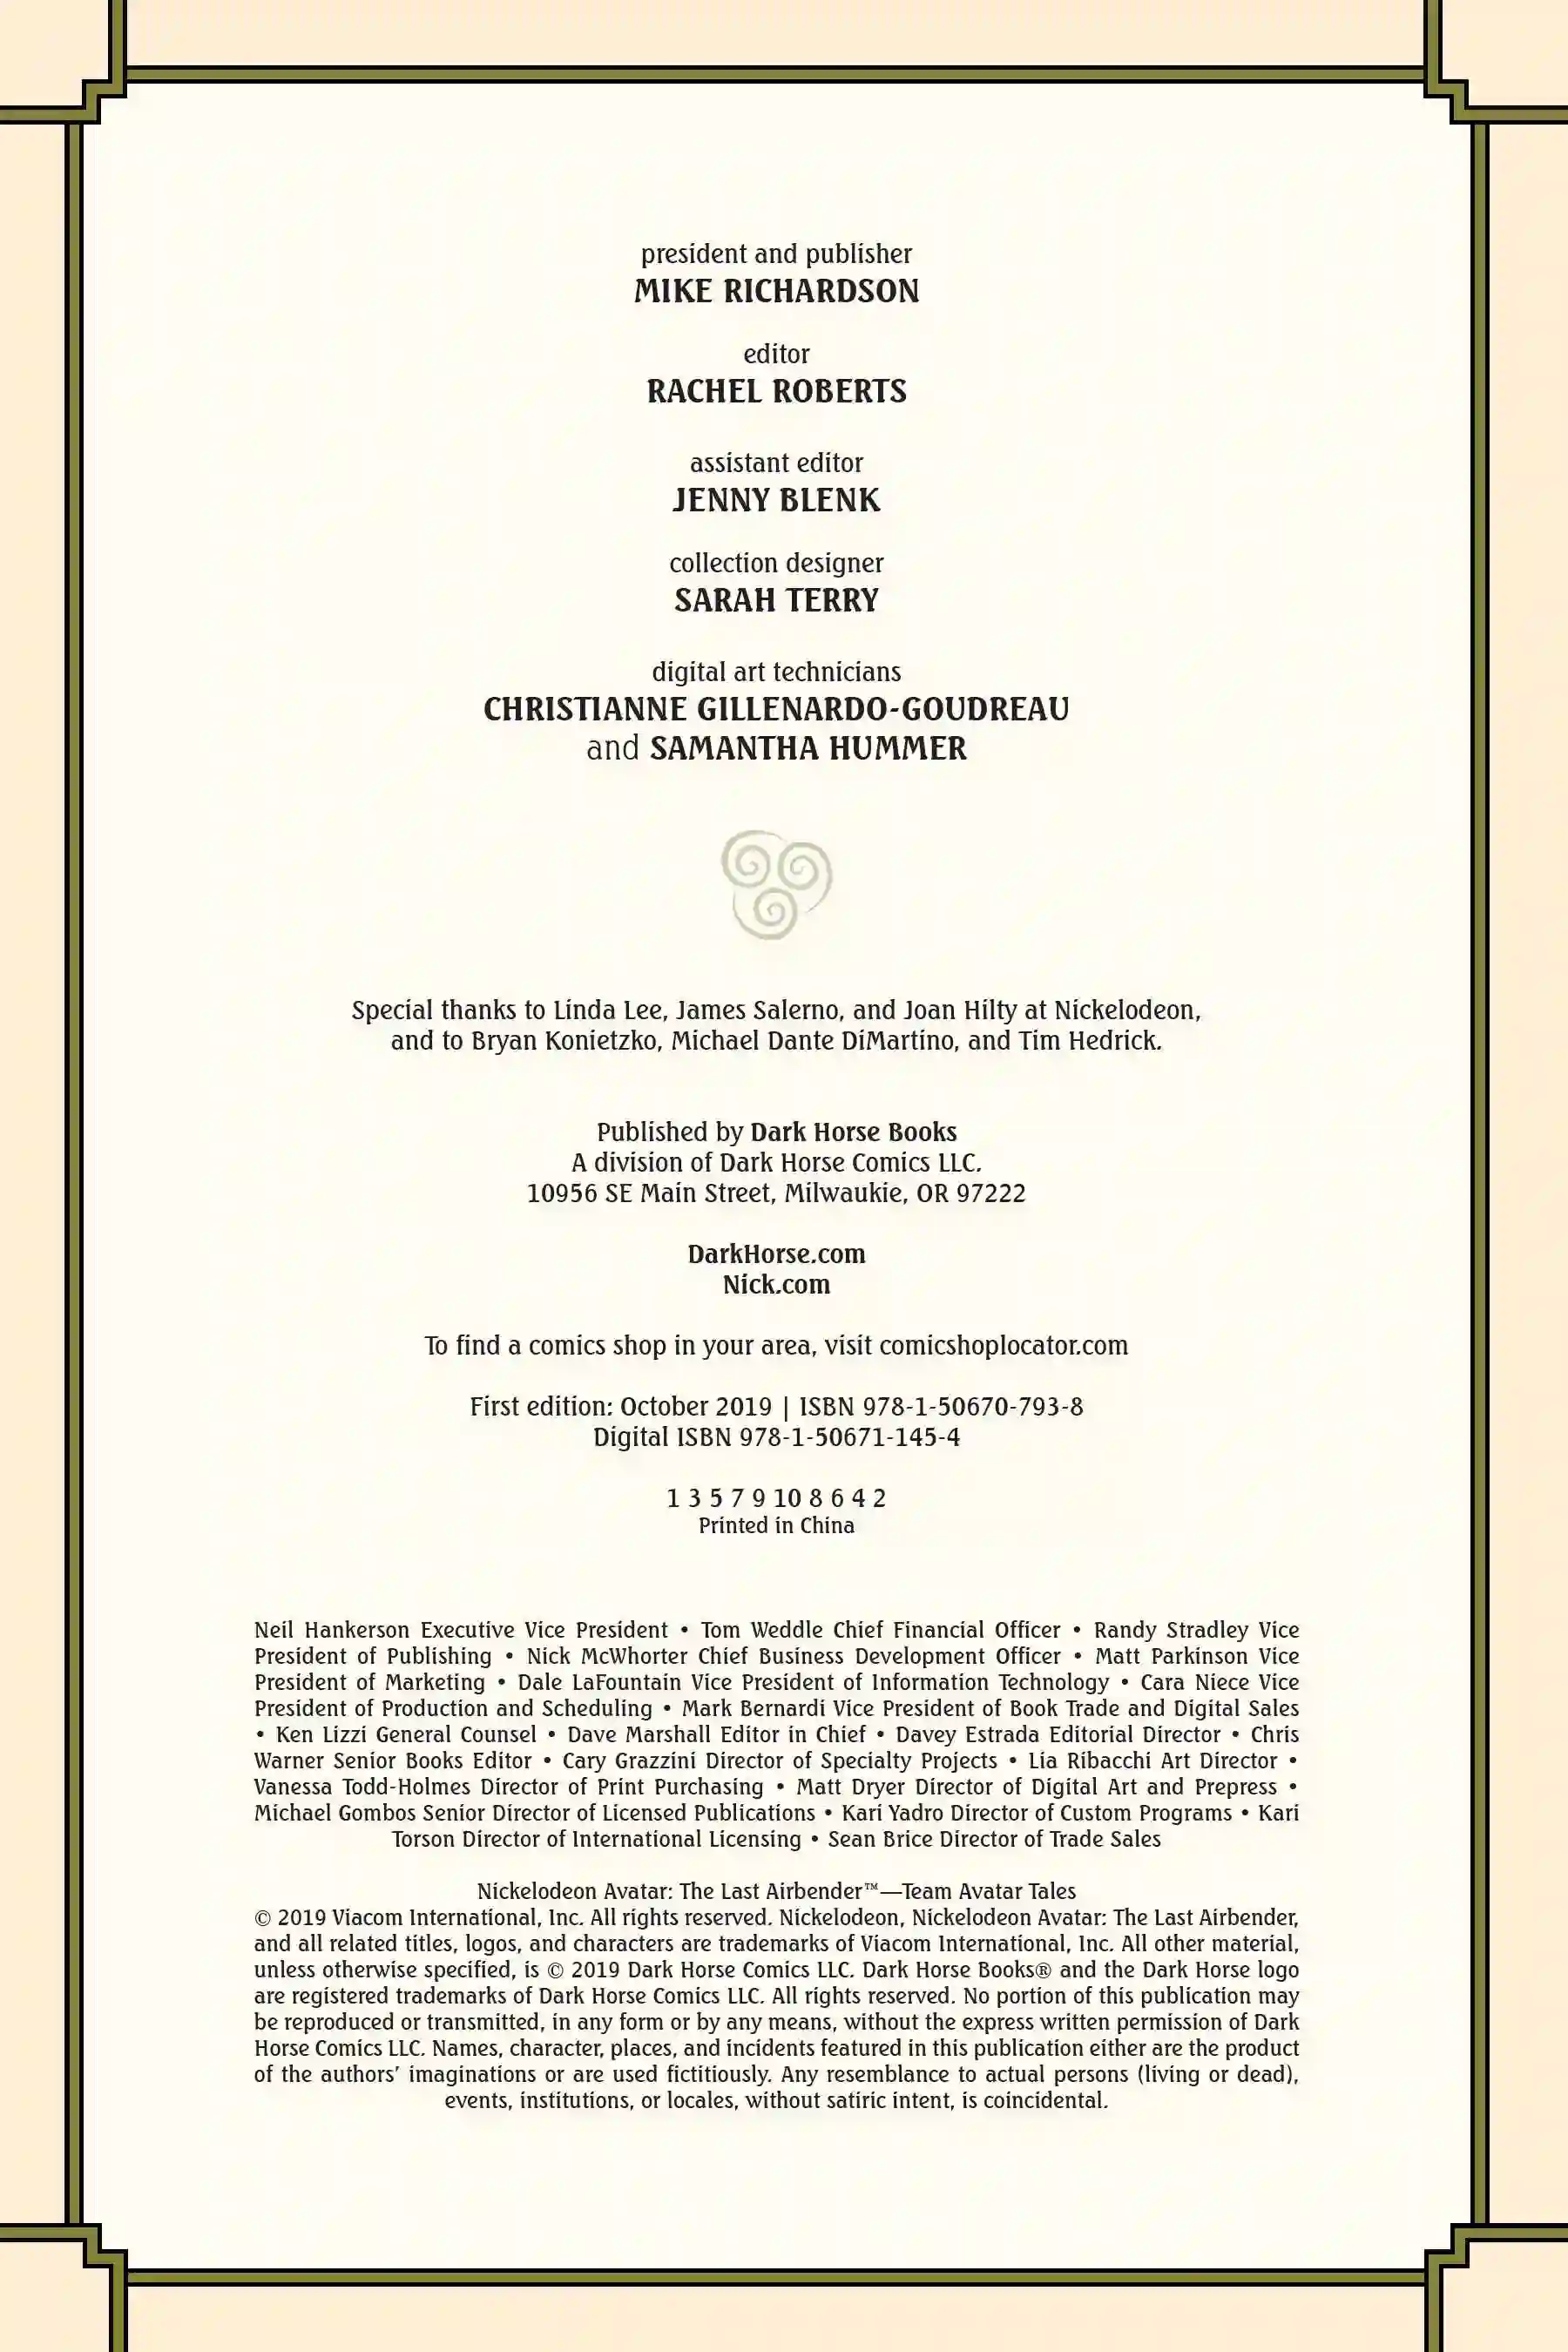 president and publisher
MIKE RICHARDSON
editor
RACHEL ROBERTS
assistant editor
JENNY BLENK
collection designer
SARAH TERRY
digital art technicians
CHRISTIANNE GILLENARDO-GOUDREAU
and SAMANTHA HUMMER
Special thanks to Linda Lee, James Salerno, and Joan Hilty at Nickelodeon,
and to Bryan Konietzko, Michael Dante DiMartino, and Tim Hedrick.
Published by Dark Horse Books
A division of Dark Horse Comics LLC.
10956 SE Main Street, Milwaukie, OR 97222
DarkHorse.com
Nick.com
To find a comics shop in your area, visit comicshoplocator.com
First edition: October 2019 | ISBN 978-1-50670-793-8
Digital ISBN 978-1-50671-145-4
1 3 5 7 9 10 8 6 4 2
Printed in China
Neil Hankerson Executive Vice President • Tom Weddle Chief Financial Officer • Randy Stradley Vice
President of Publishing • Nick McWhorter Chief Business Development Officer • Matt Parkinson Vice
President of Marketing • Dale LaFountain Vice President of Information Technology • Cara Niece Vice
President of Production and Scheduling • Mark Bernardi Vice President of Book Trade and Digital Sales
• Ken Lizzi General Counsel • Dave Marshall Editor in Chief • Davey Estrada Editorial Director • Chris
Warner Senior Books Editor • Cary Grazzini Director of Specialty Projects • Lia Ribacchi Art Director •
Vanessa Todd-Holmes Director of Print Purchasing • Matt Dryer Director of Digital Art and Prepress •
Michael Gombos Senior Director of Licensed Publications • Kari Yadro Director of Custom Programs • Kari
Torson Director of International Licensing • Sean Brice Director of Trade Sales
Nickelodeon Avatar: The Last Airbender™—Team Avatar Tales
© 2019 Viacom International, Inc. All rights reserved. Nickelodeon, Nickelodeon Avatar: The Last Airbender,
and all related titles, logos, and characters are trademarks of Viacom International, Inc. All other material,
unless otherwise specified, is © 2019 Dark Horse Comics LLC. Dark Horse Books® and the Dark Horse logo
are registered trademarks of Dark Horse Comics LLC. All rights reserved. No portion of this publication may
be reproduced or transmitted, in any form or by any means, without the express written permission of Dark
Horse Comics LLC. Names, character, places, and incidents featured in this publication either are the product
of the authors’ imaginations or are used fictitiously. Any resemblance to actual persons (living or dead),
events, institutions, or locales, without satiric intent, is coincidental.